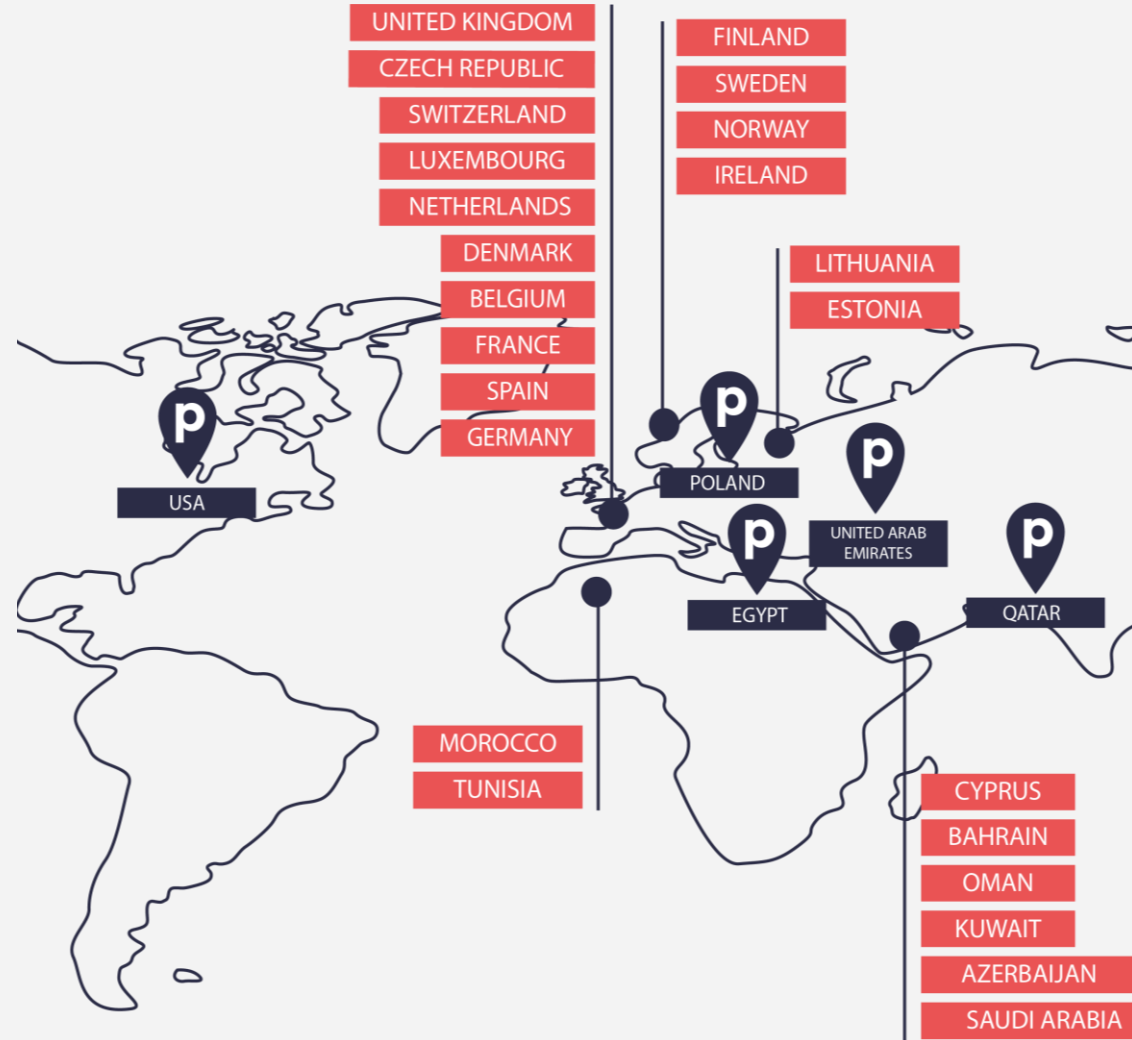 UNITED KINGDOM
CZECH REPUBLIC
SWITZERLAND
LUXEMBOURG
NETHERLANDS
DENMARK
BELGIUM
FRANCE
SPAIN
GERMANY
FINLAND
SWEDEN
NORWAY
IRELAND
LITHUANIA
ESTONIA
p
USA
p
POLAND
p
UNITED ARAB
EMIRATES
p
EGYPT
p
QATAR
MOROCCO
TUNISIA
CYPRUS
BAHRAIN
OMAN
KUWAIT
AZERBAIJAN
SAUDI ARABIA